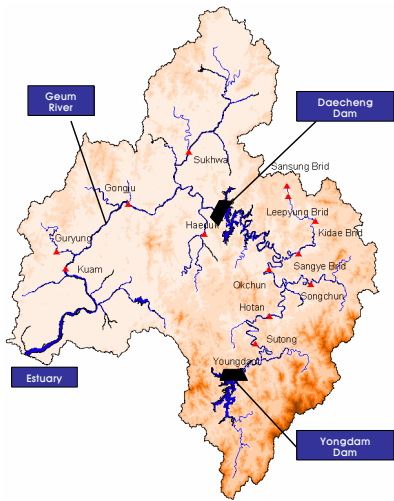 Geum
River
Daecheng
Dam
Sukhwa
Sansung Brid
Gongju
Leepyung Brid
Haeduk
Kidae Brid
Guryung
Sangye Brid
Kuam
Okchun
Songchun
Hotan
Sutong
Youngdam
Estuary
Yongdam
Dam